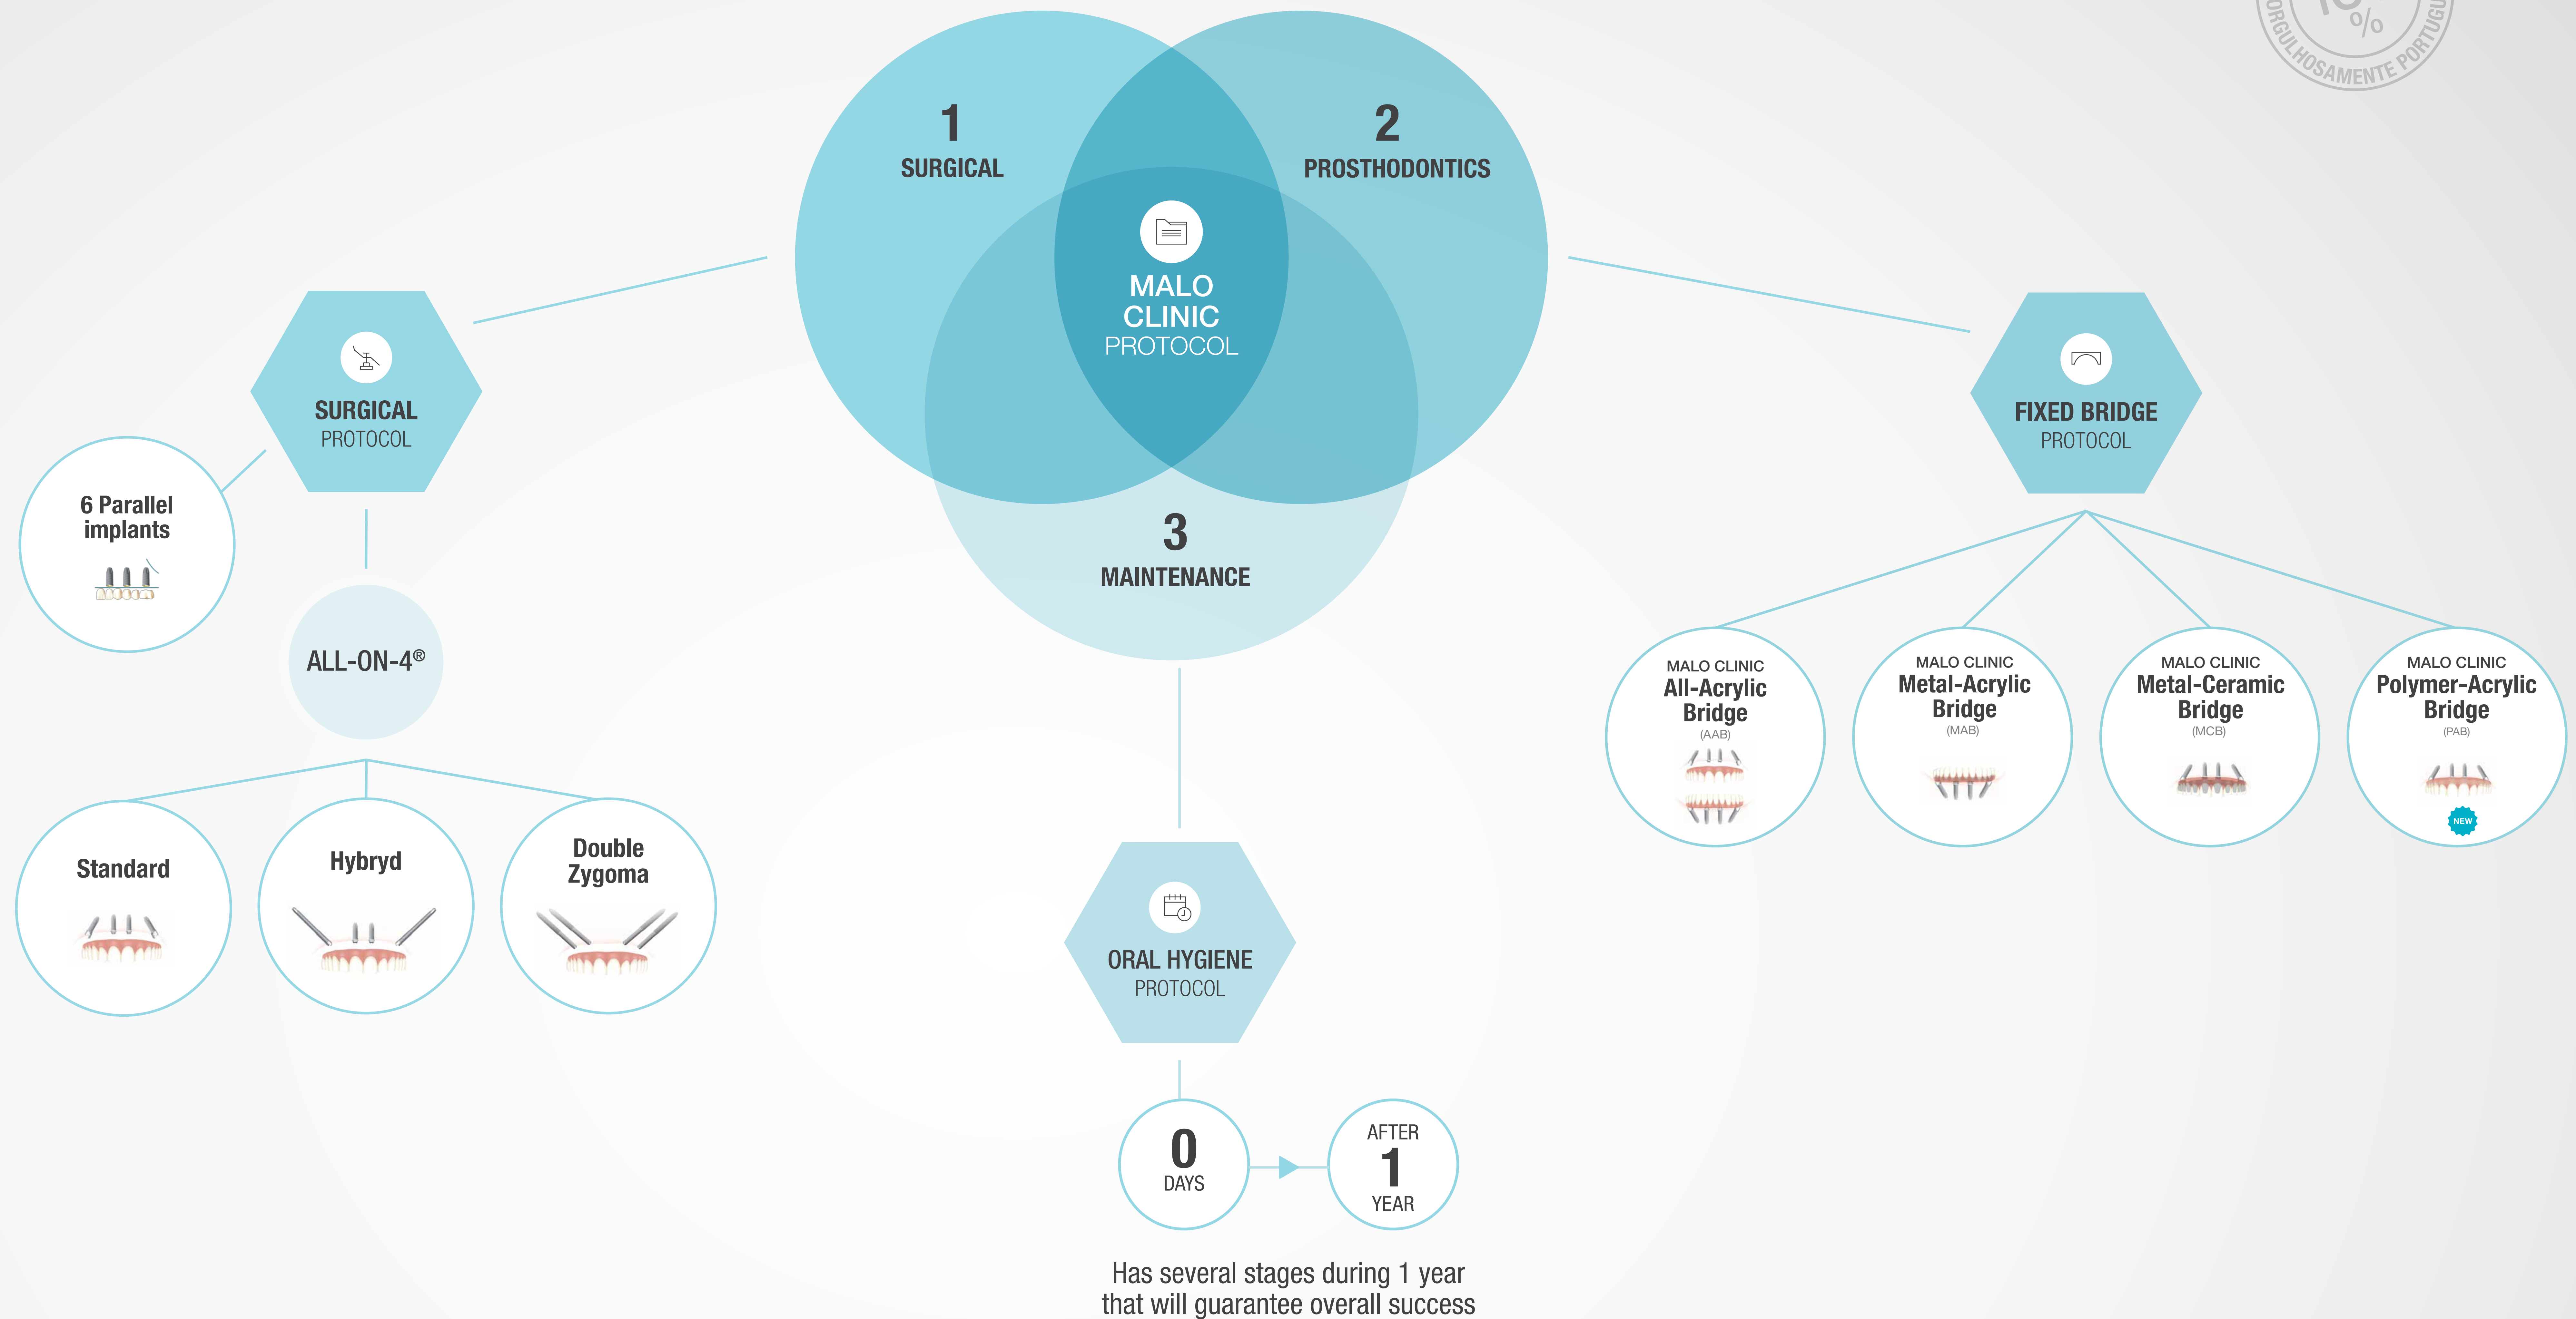 %
ORGULHOSAMENTE
1
SURGICAL
2
PROSTHODONTICS
MALO
CLINIC
PROTOCOL
3
MAINTENANCE
SURGICAL
PROTOCOL
6 Parallel
implants
ALL-ON-4®
Standard
Hybryd
Double
Zygoma
FIXED BRIDGE
PROTOCOL
MALO CLINIC
All-Acrylic
Bridge
(AAB)
MALO CLINIC
Metal-Acrylic
Bridge
(MAB)
MALO CLINIC
Metal-Ceramic
Bridge
(MCB)
MALO CLINIC
Polymer-Acrylic
Bridge
(PAB)
NEW
ORAL HYGIENE
PROTOCOL
0
DAYS
AFTER
1
YEAR
Has several stages during 1 year
that will guarantee overall success